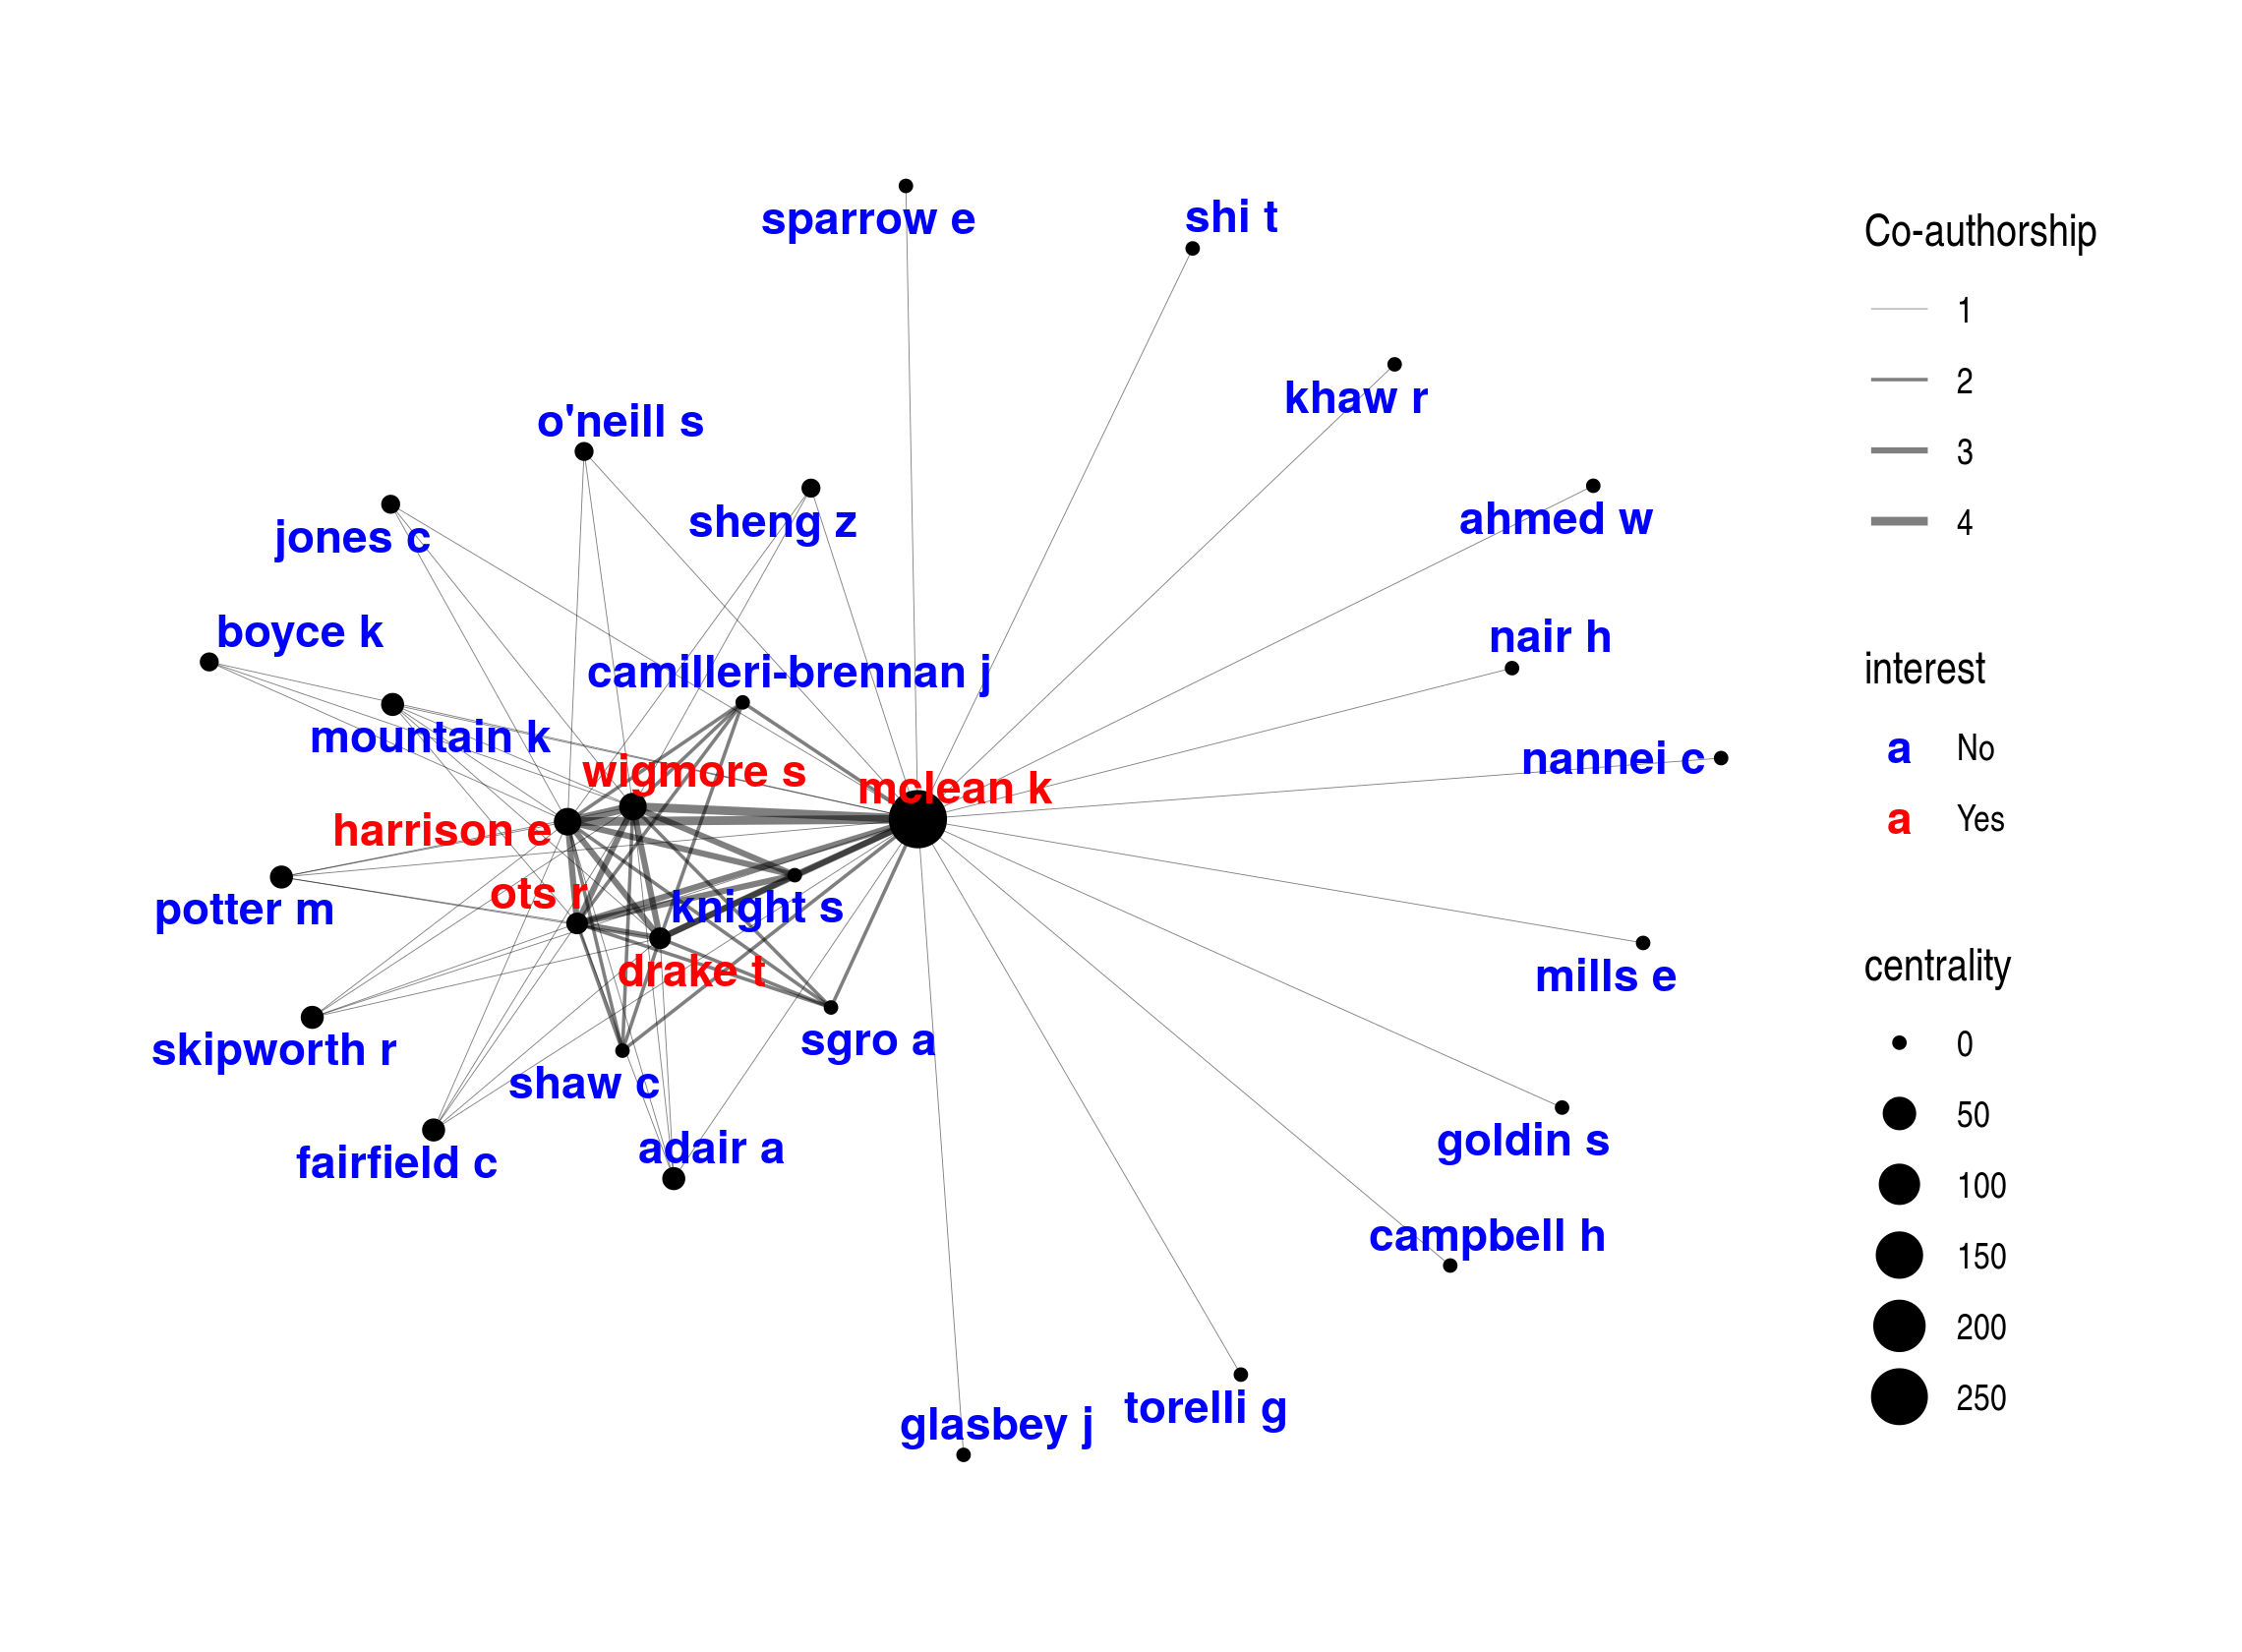 sparrow e
shi t
khaw r
o'neill s
sheng z
jones c
ahmed w
boyce k
nair h
camilleri-brennan j
mountain k
wigmore s
mclean k
nannei c
harrison e
ots r
knight s
potter m
drake t
mills e
skipworth r
sgro a
shaw c
fairfield c
adair a
goldin s
campbell h
torelli g
glasbey j
Co-authorship
1
2
3
4
interest
a No
a Yes
centrality
0
50
100
150
200
250